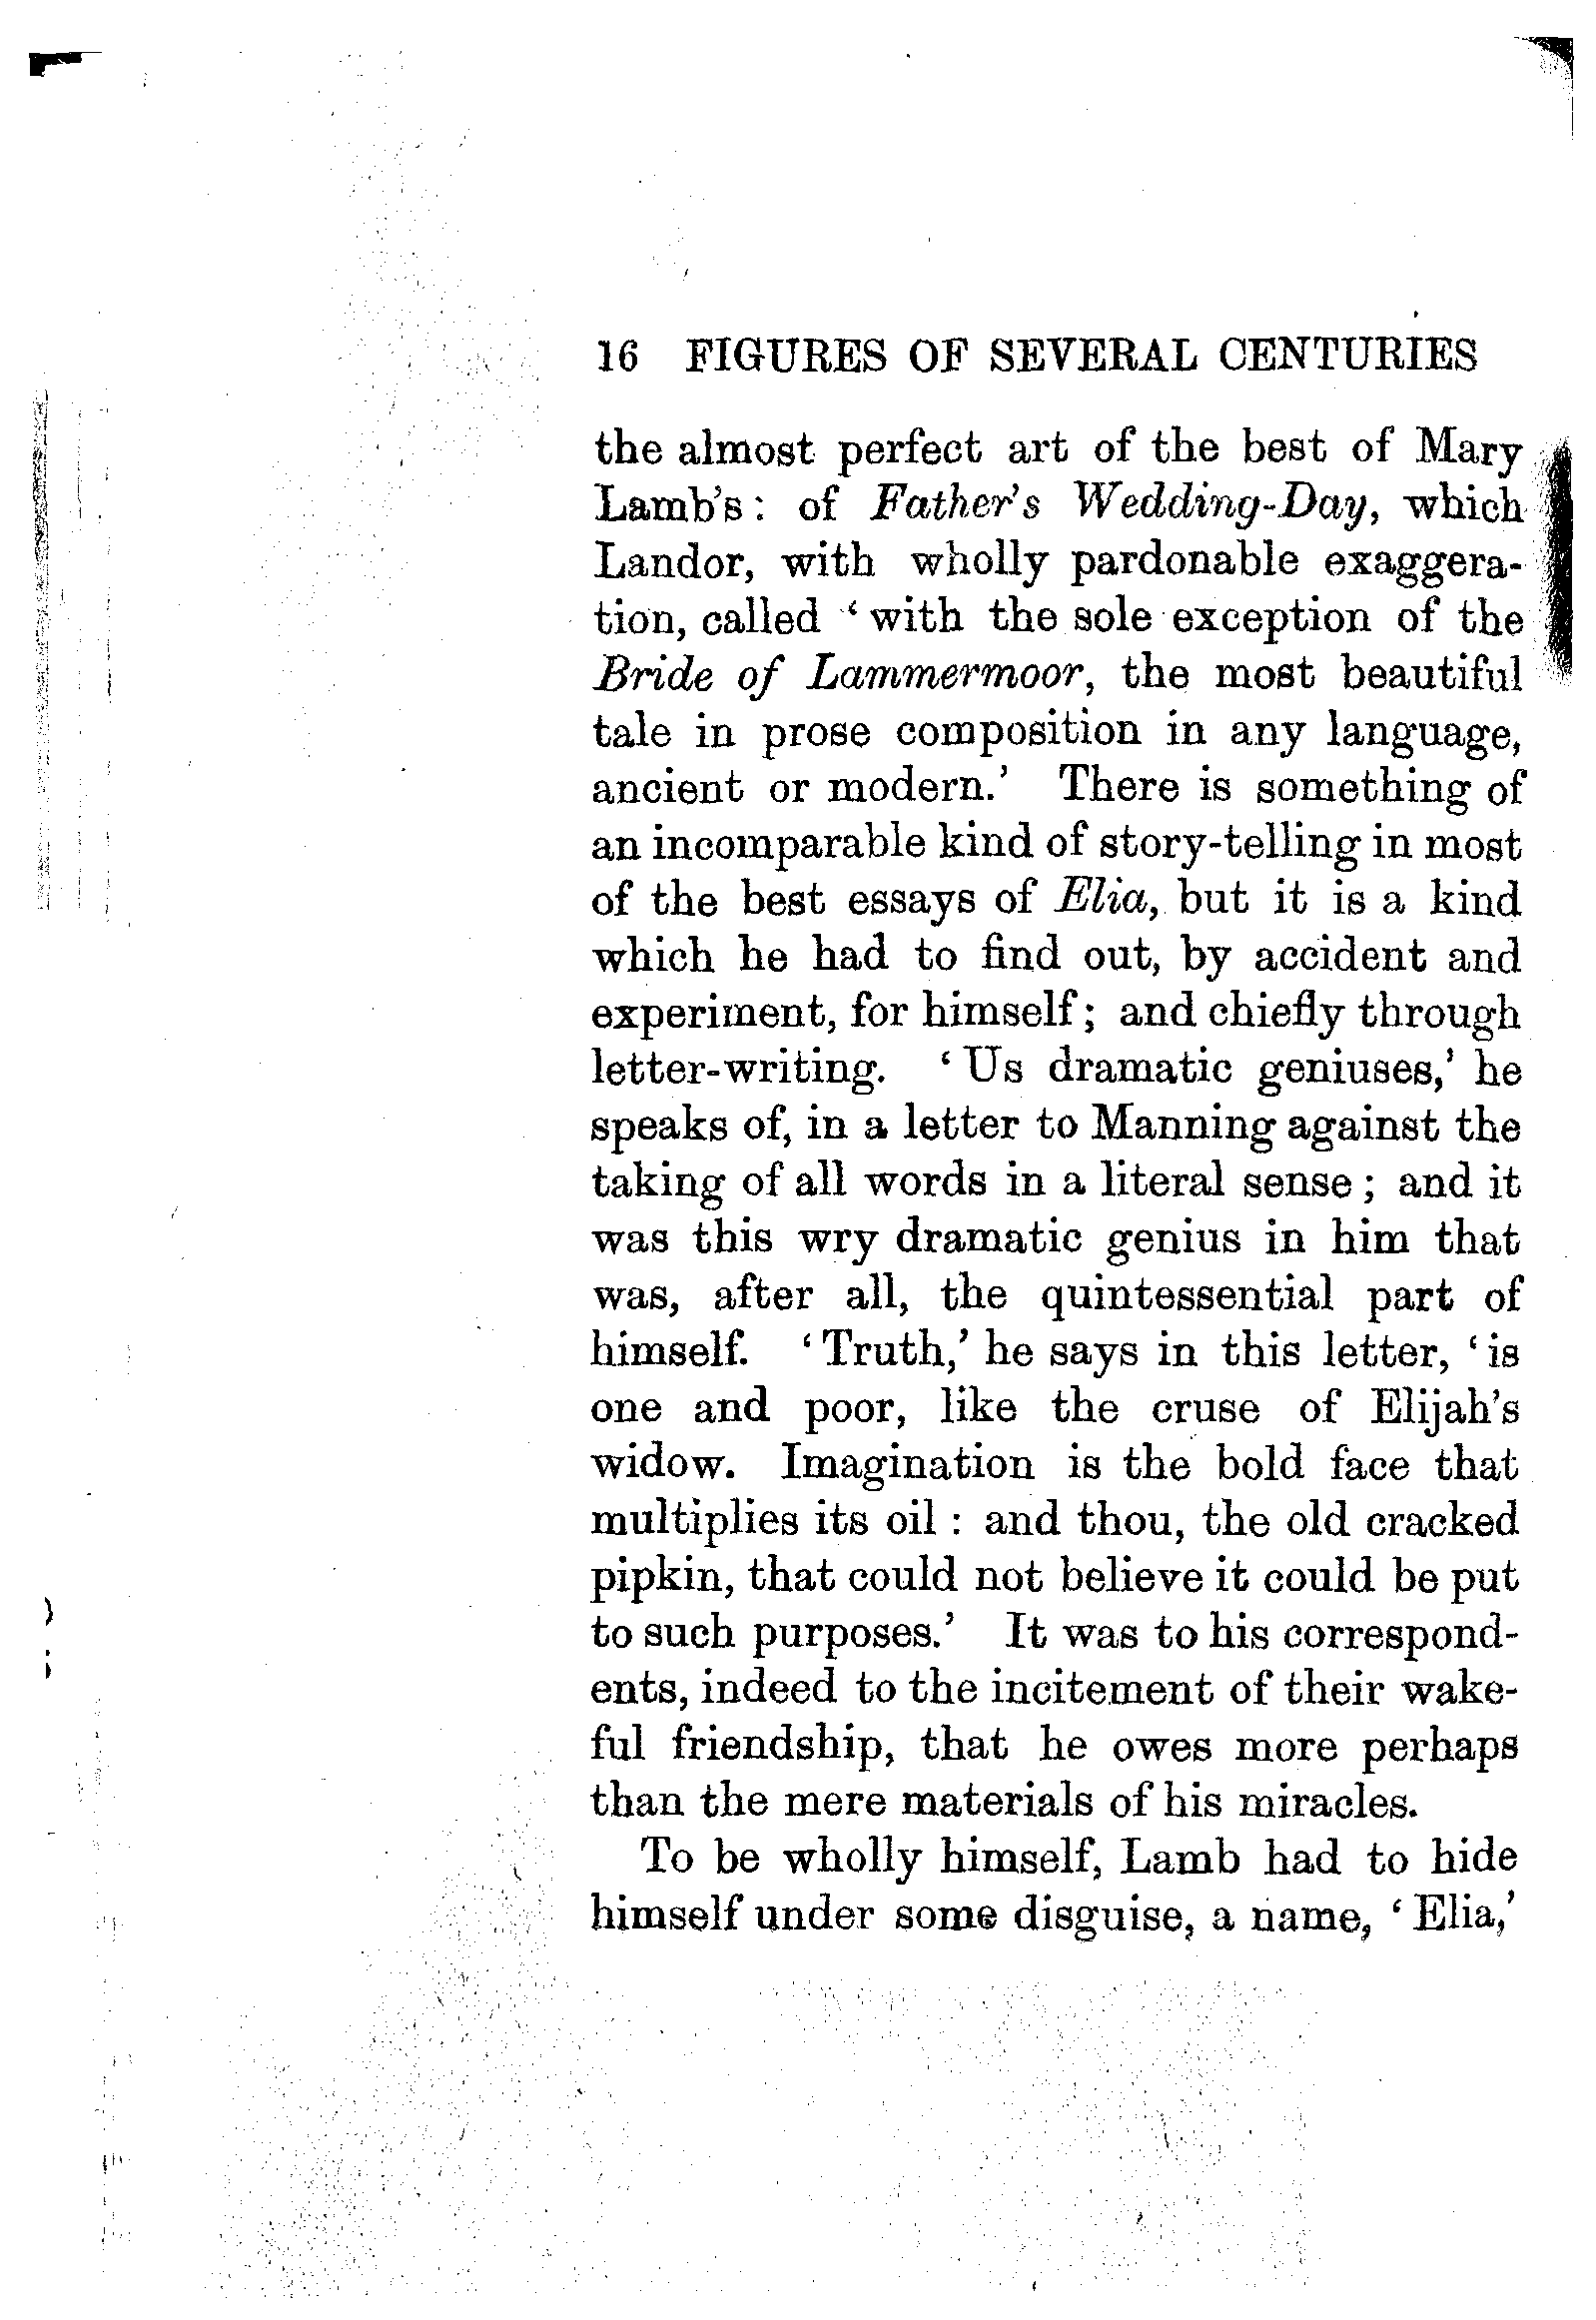 16 FIGURES OF SEVERAL CENTURIES
the almost perfect art of the best of Mary
Lamb's: of Father's Wedding-Day, which
Landor, with wholly pardonable exaggera-
tion, called ‘with the sole exception of the
Bride of Lammermoor, the most beautiful
tale in prose composition in any language,
ancient or modern.’ There is something of
an incomparable kind of story-telling in most
of the best essays of Elia, but it is a kind
which he had to find out, by accident and
experiment, for himself; and chiefly through
letter-writing. ‘Us dramatic geniuses,’ he
speaks of, in a letter to Manning against the
taking of all words in a literal sense; and it
was this wry dramatic genius in him that
was, after all, the quintessential part of
himself. ‘Truth,’ he says in this letter, ‘is
one and poor, like the cruse of Elijah's
widow. Imagination is the bold face that
multiplies its oil: and thou, the old cracked
pipkin, that could not believe it could be put
to such purposes.’ It was to his correspond-
ents, indeed to the incitement of their wake-
ful friendship, that he owes more perhaps
than the mere materials of his miracles.
To be wholly himself, Lamb had to hide
himself under some disguise, a name, ‘Elia,’